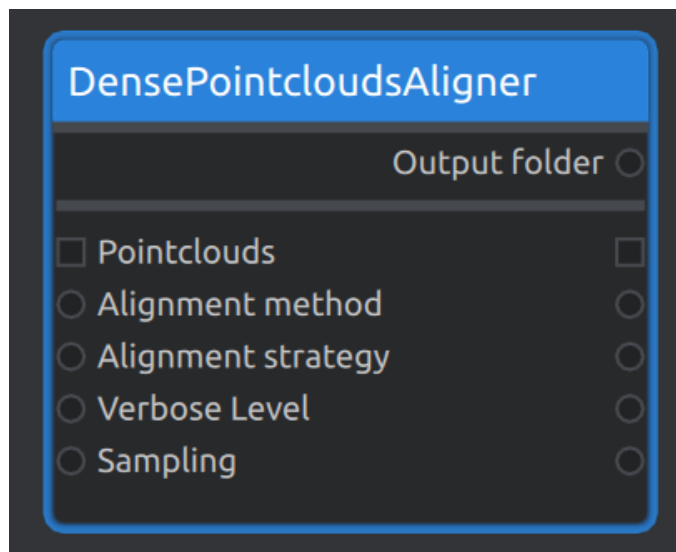 DensePointcloudsAligner
Output folder
Pointclouds
Alignment method
Alignment strategy
Verbose Level
Sampling